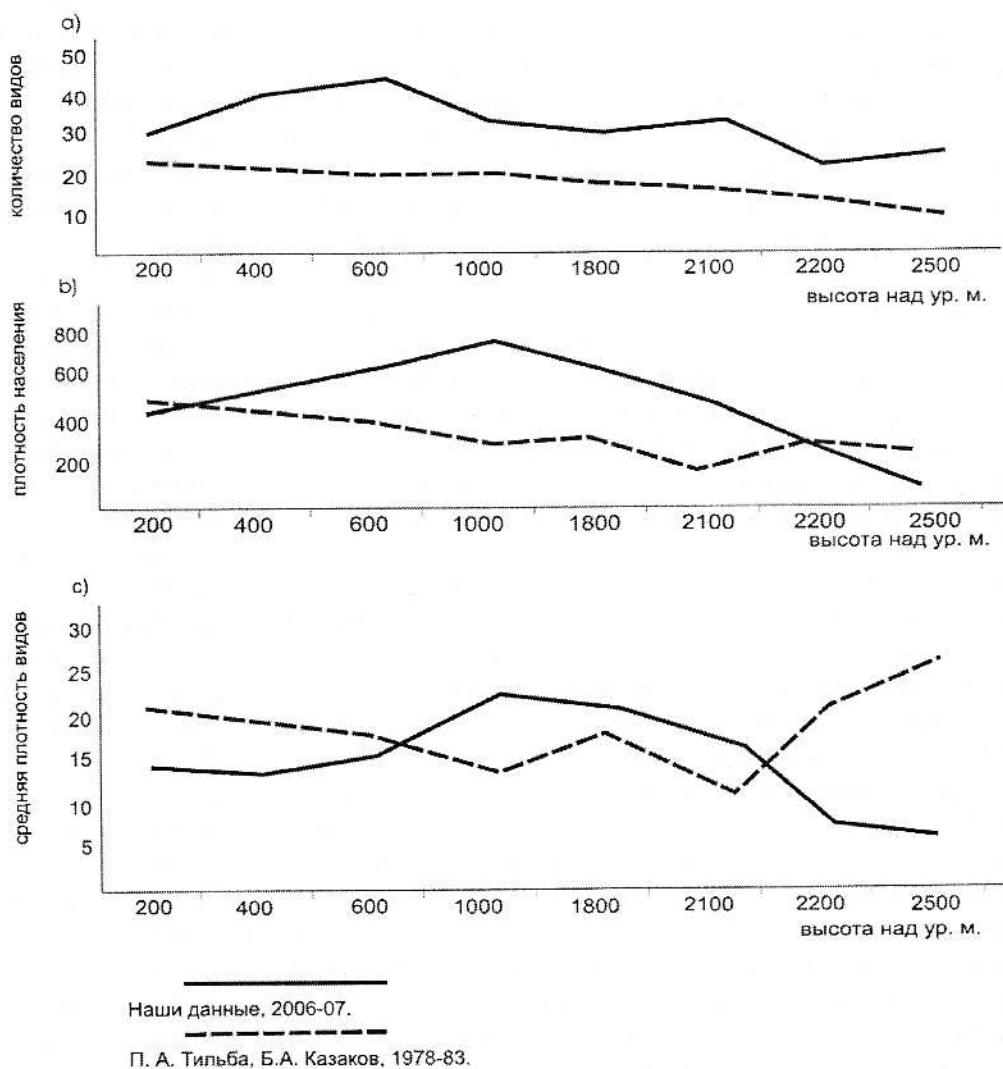 а)
количество видов
50
40
30
20
10
200 400 600 1000 1800 2100 2200 2500
высота над ур. м.
b)
плотность населения
800
600
400
200
200 400 600 1000 1800 2100 2200 2500
высота над ур. м.
c)
средняя плотность видов
30
25
20
15
10
5
200 400 600 1000 1800 2100 2200 2500
высота над ур. м.
Наши данные, 2006-07.
П. А. Тильба, Б.А. Казаков, 1978-83.